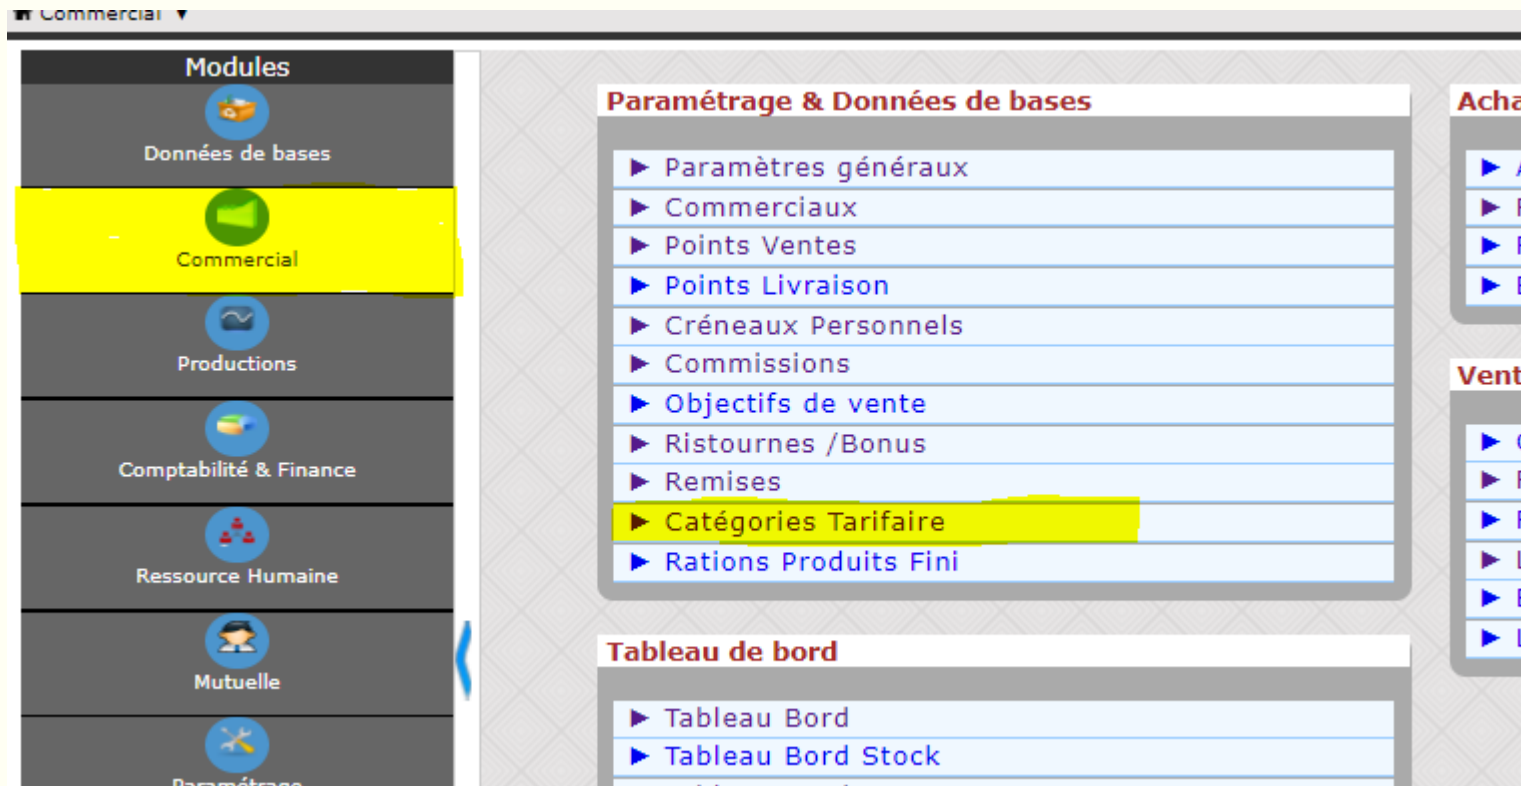 Commercial ▼
Modules
Données de bases
Commercial
Productions
Comptabilité & Finance
Ressource Humaine
Mutuelle
Paramétrage
Paramétrage & Données de bases
► Paramètres généraux
► Commerciaux
► Points Ventes
► Points Livraison
► Créneaux Personnels
► Commissions
► Objectifs de vente
► Ristournes /Bonus
► Remises
► Catégories Tarifaire
► Rations Produits Fini
Tableau de bord
► Tableau Bord
► Tableau Bord Stock
Acha
Vent